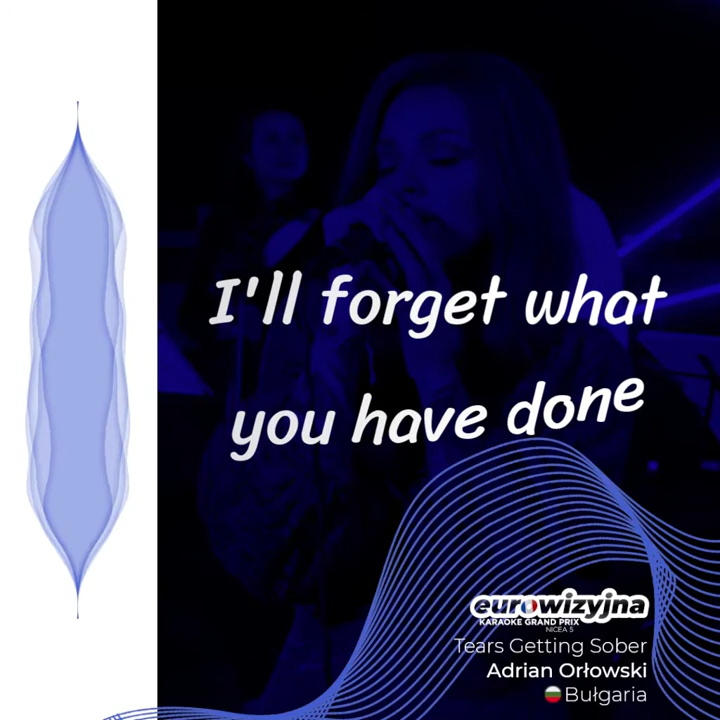 I'll forget what
you have done
eurowizyjna
KARAOKE GRAND PRIX
NICEA 5
Tears Getting Sober
Adrian Orłowski
Bułgaria